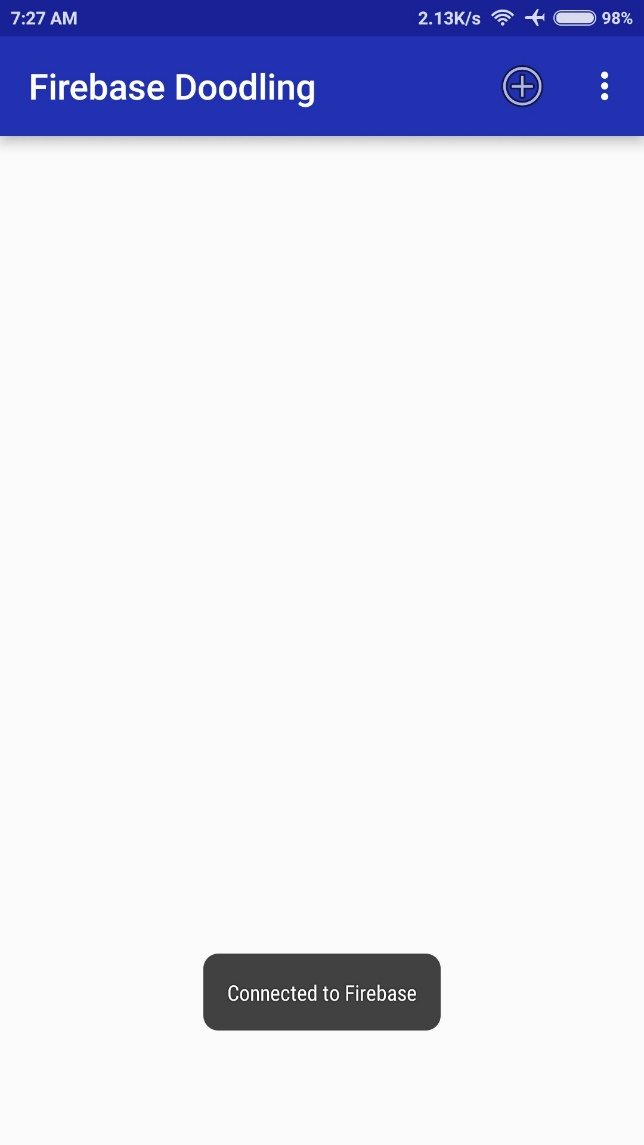 7:27 AM 2.13K/s 98%
Firebase Doodling
Connected to Firebase